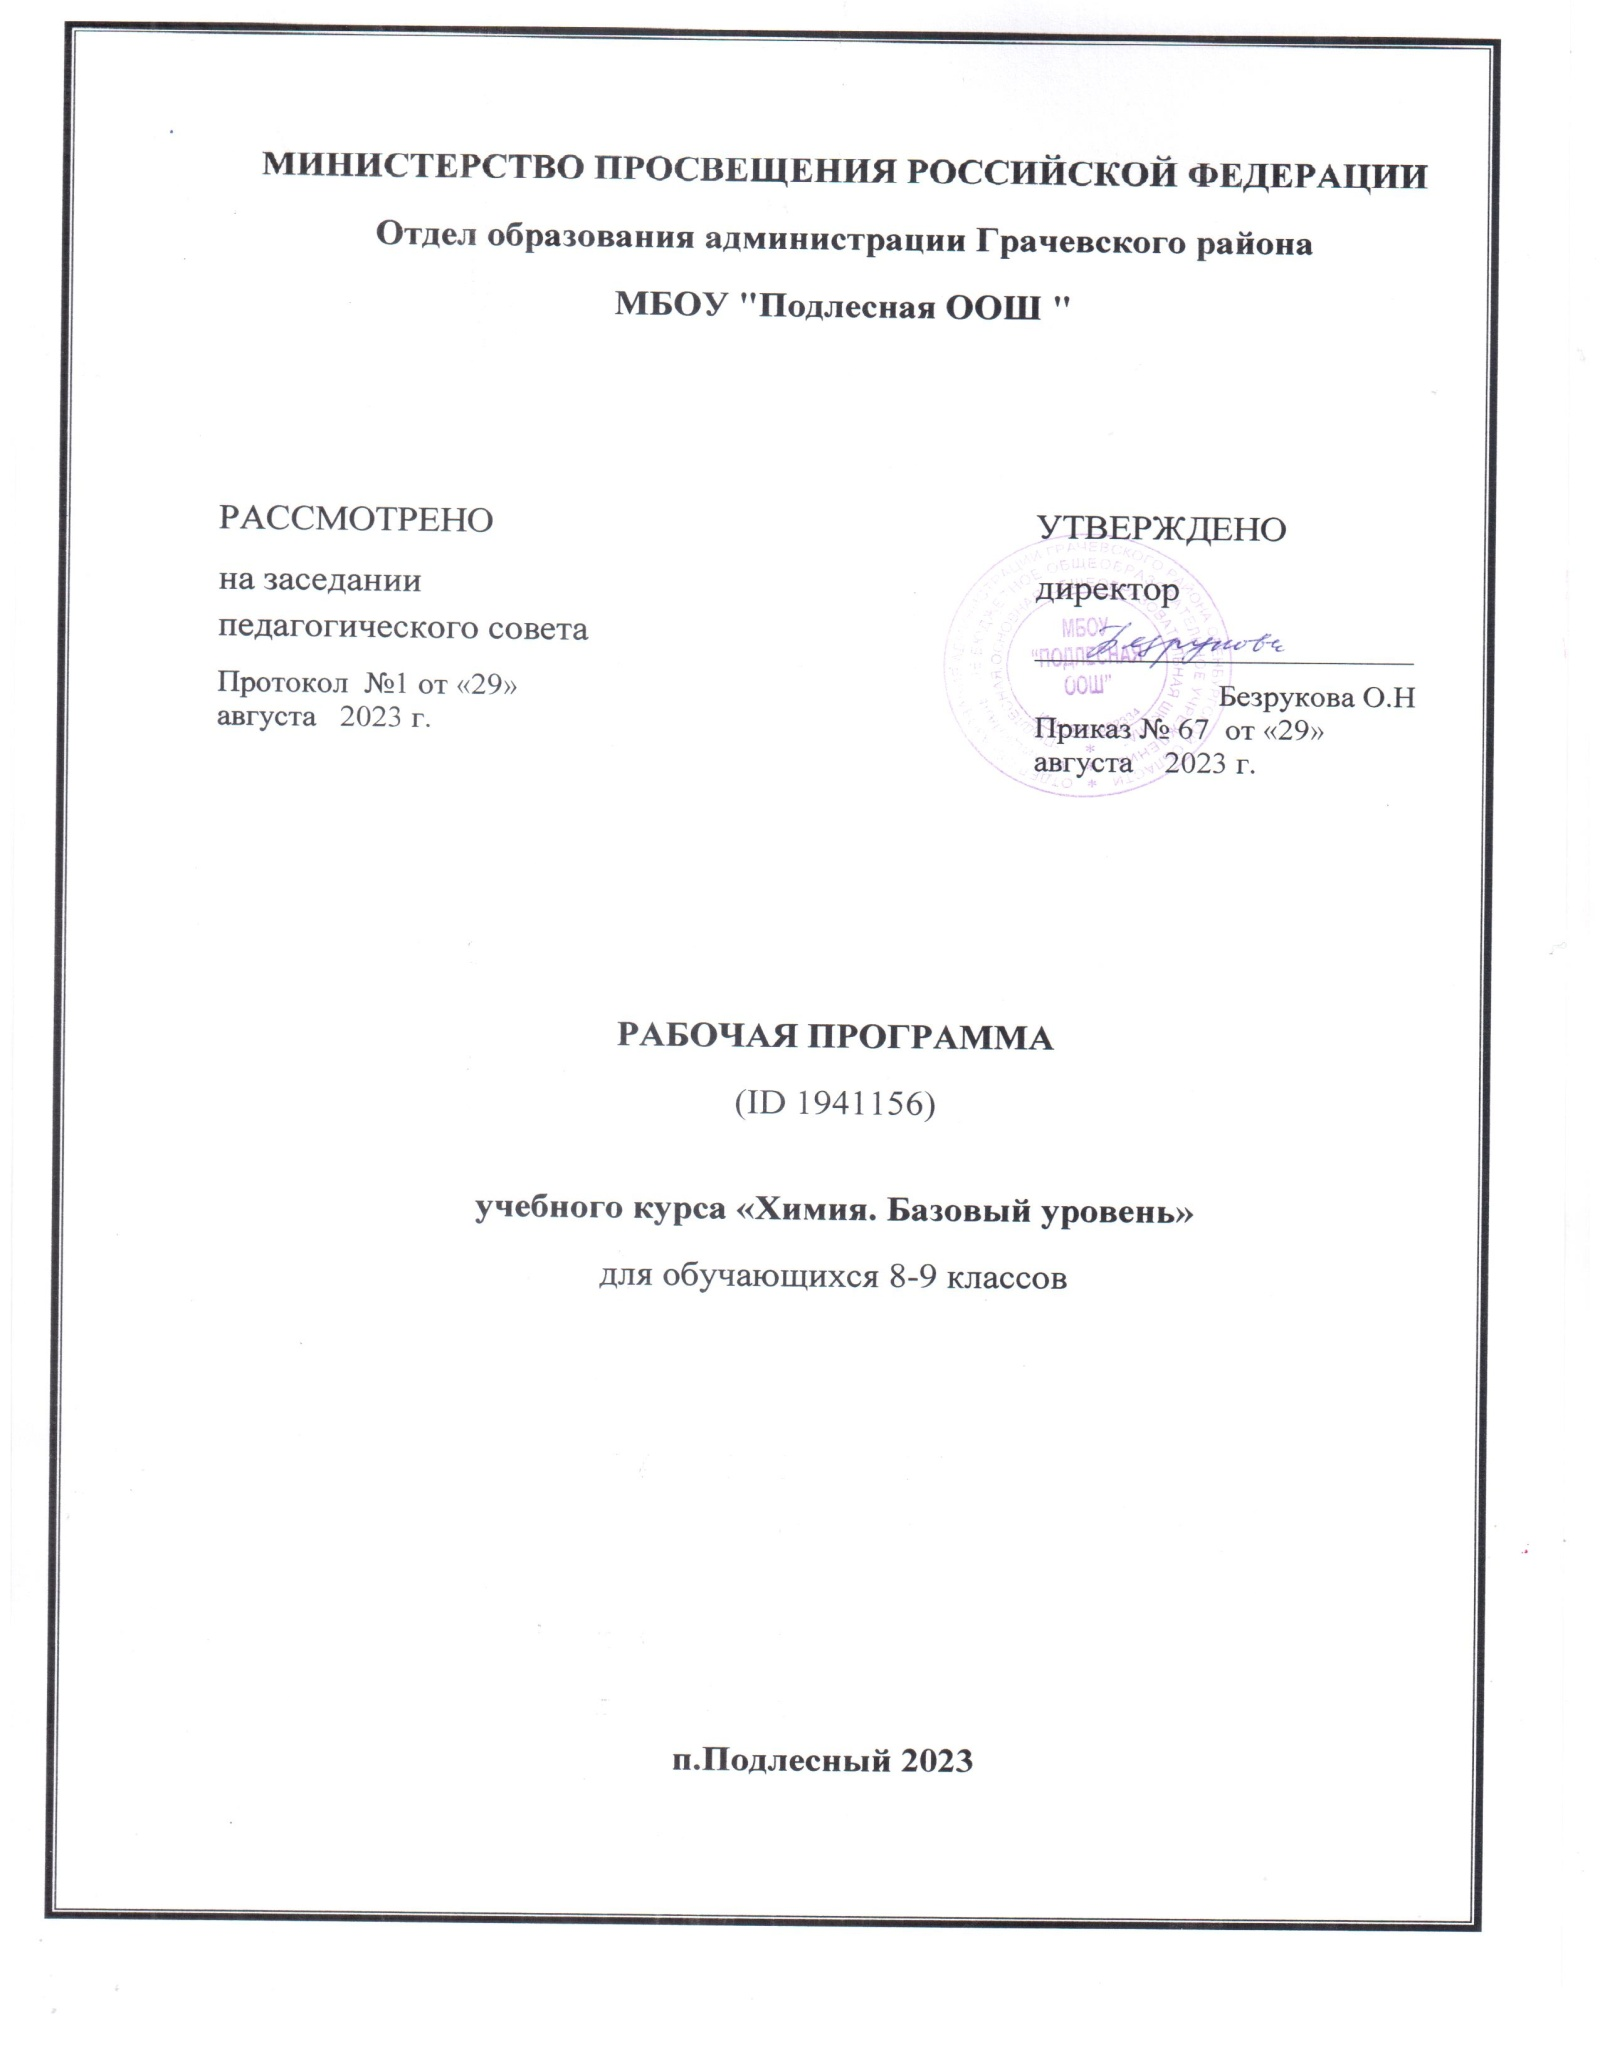 МИНИСТЕРСТВО ПРОСВЕЩЕНИЯ РОССИЙСКОЙ ФЕДЕРАЦИИ
Отдел образования администрации Грачевского района
МБОУ "Подлесная ООШ "
РАССМОТРЕНО
на заседании
педагогического совета
Протокол №1 от «29»
августа 2023 г.
УТВЕРЖДЕНО
директор
Безрукова
Безрукова О.Н
Приказ № 67 от «29»
августа 2023 г.
МБОУ
"ПОДЛЕСНАЯ
ООШ"
РАБОЧАЯ ПРОГРАММА
(ID 1941156)
учебного курса «Химия. Базовый уровень»
для обучающихся 8-9 классов
п.Подлесный 2023